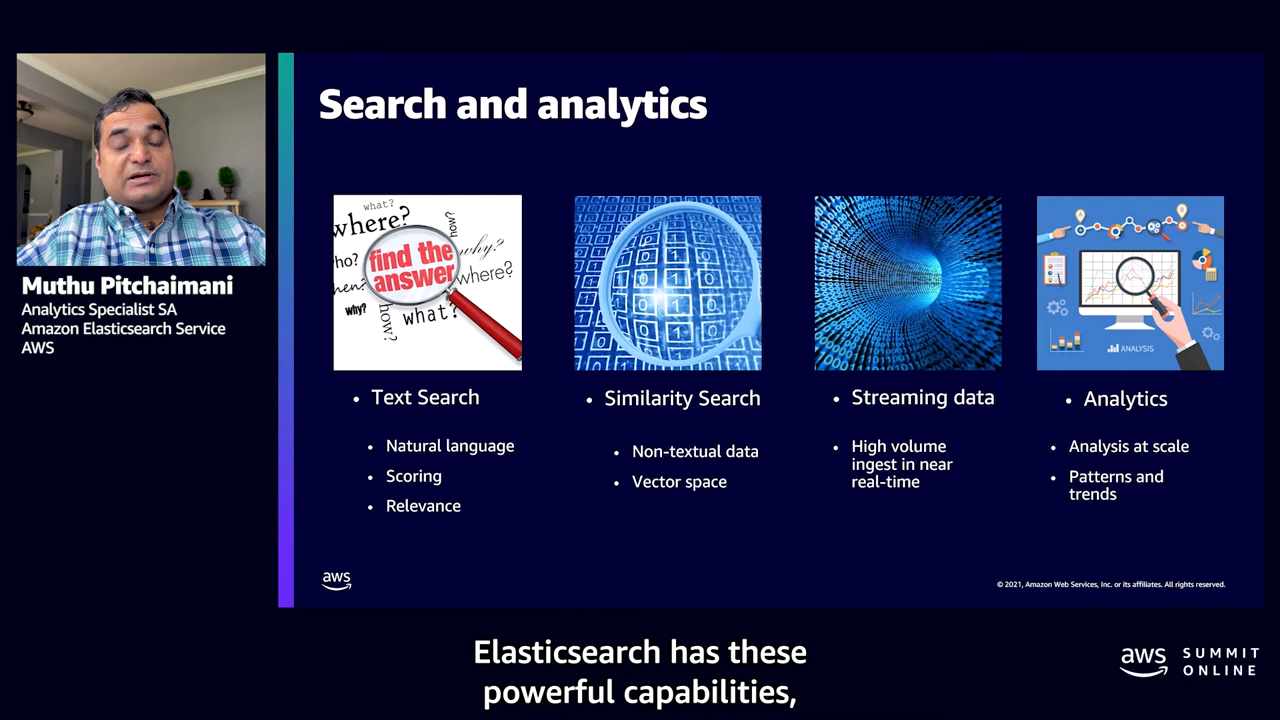 Search and analytics
Muthu Pitchaimani
Analytics Specialist SA
Amazon Elasticsearch Service
AWS
what?
where?
how?
why?
find the
answer
where?
why?
how?
what?
ANALYSIS
• Text Search
• Natural language
• Scoring
• Relevance
• Similarity Search
• Non-textual data
• Vector space
• Streaming data
• High volume
ingest in near
real-time
• Analytics
• Analysis at scale
• Patterns and
trends
aws
© 2021, Amazon Web Services, Inc. or its affiliates. All rights reserved.
Elasticsearch has these
powerful capabilities,
aws
SUMMIT
ONLINE